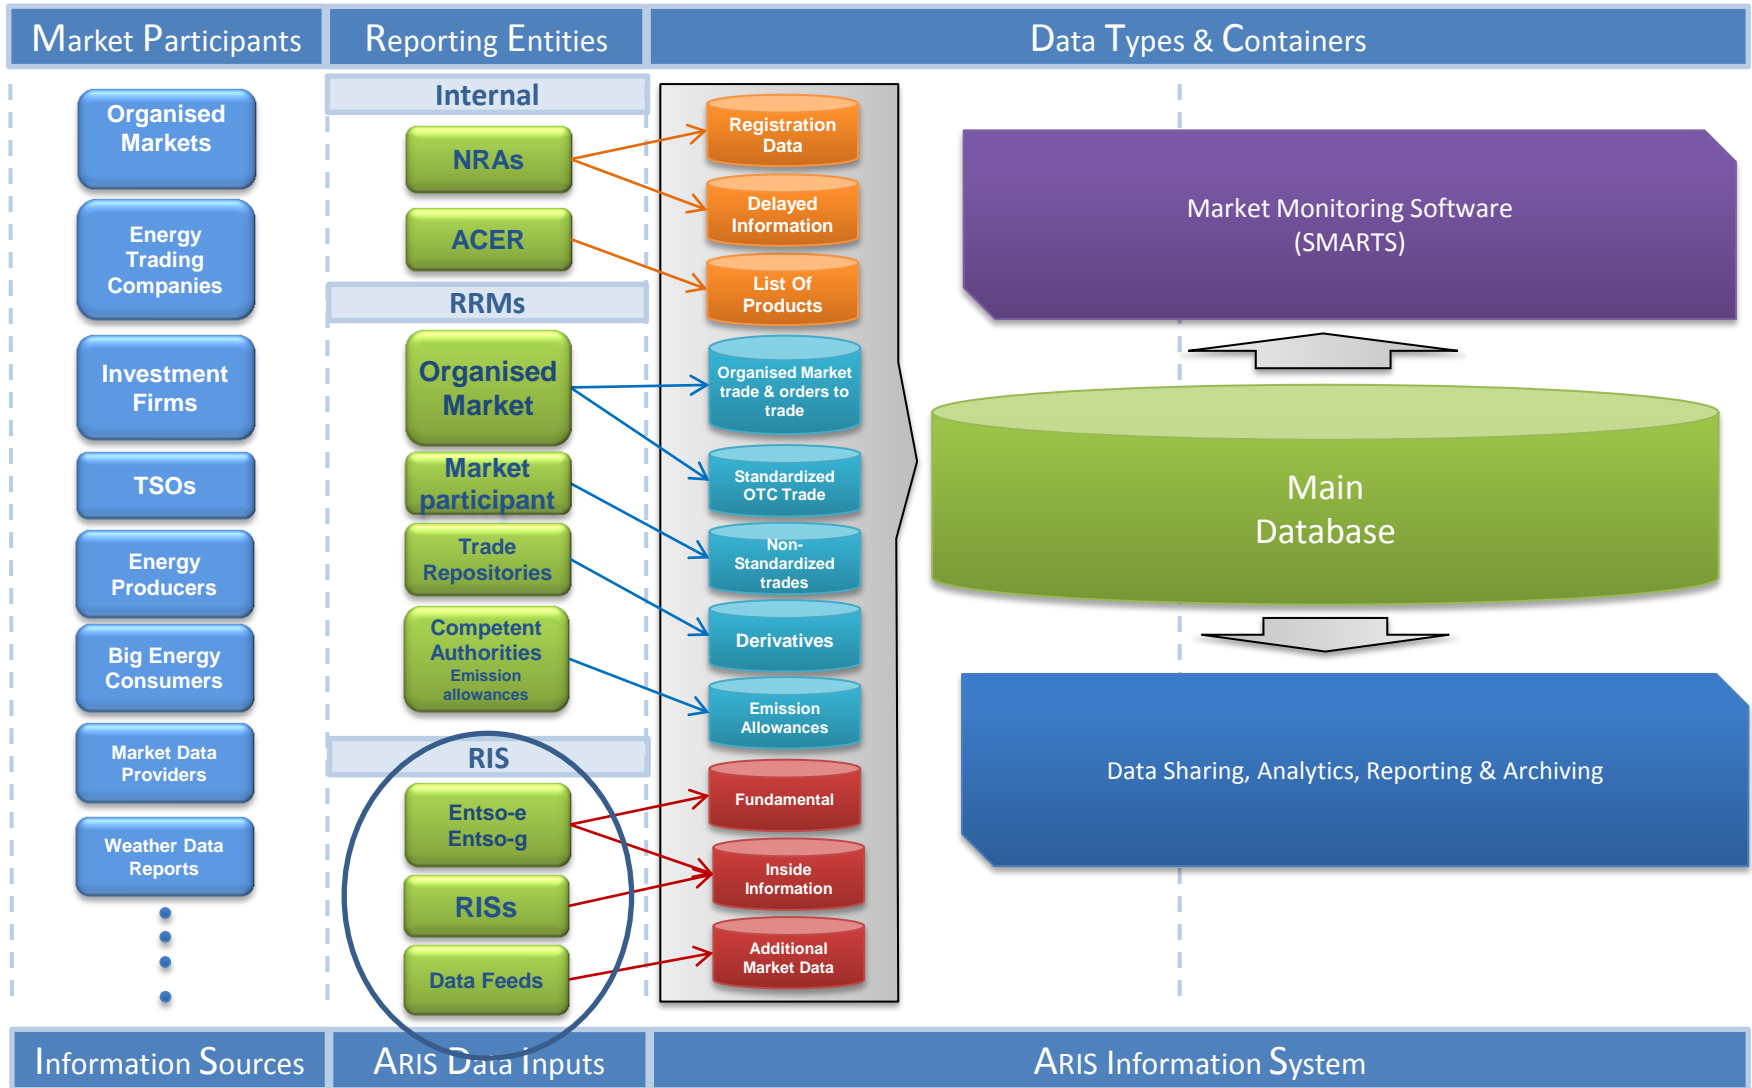 Market Participants
Reporting Entities
Data Types & Containers
Organised
Markets
Energy
Trading
Companies
Investment
Firms
TSOs
Energy
Producers
Big Energy
Consumers
Market Data
Providers
Weather Data
Reports
Internal
NRAs
ACER
RRMs
Organised
Market
Market
participant
Trade
Repositories
Competent
Authorities
Emission
allowances
RIS
Entso-e
Entso-g
RISs
Data Feeds
Registration
Data
Delayed
Information
List Of
Products
Organised Market
trade & orders to
trade
Standardized
OTC Trade
Non-
Standardized
trades
Derivatives
Emission
Allowances
Fundamental
Inside
Information
Additional
Market Data
Market Monitoring Software
(SMARTS)
Main
Database
Data Sharing, Analytics, Reporting & Archiving
Information Sources
ARIS Data Inputs
ARIS Information System